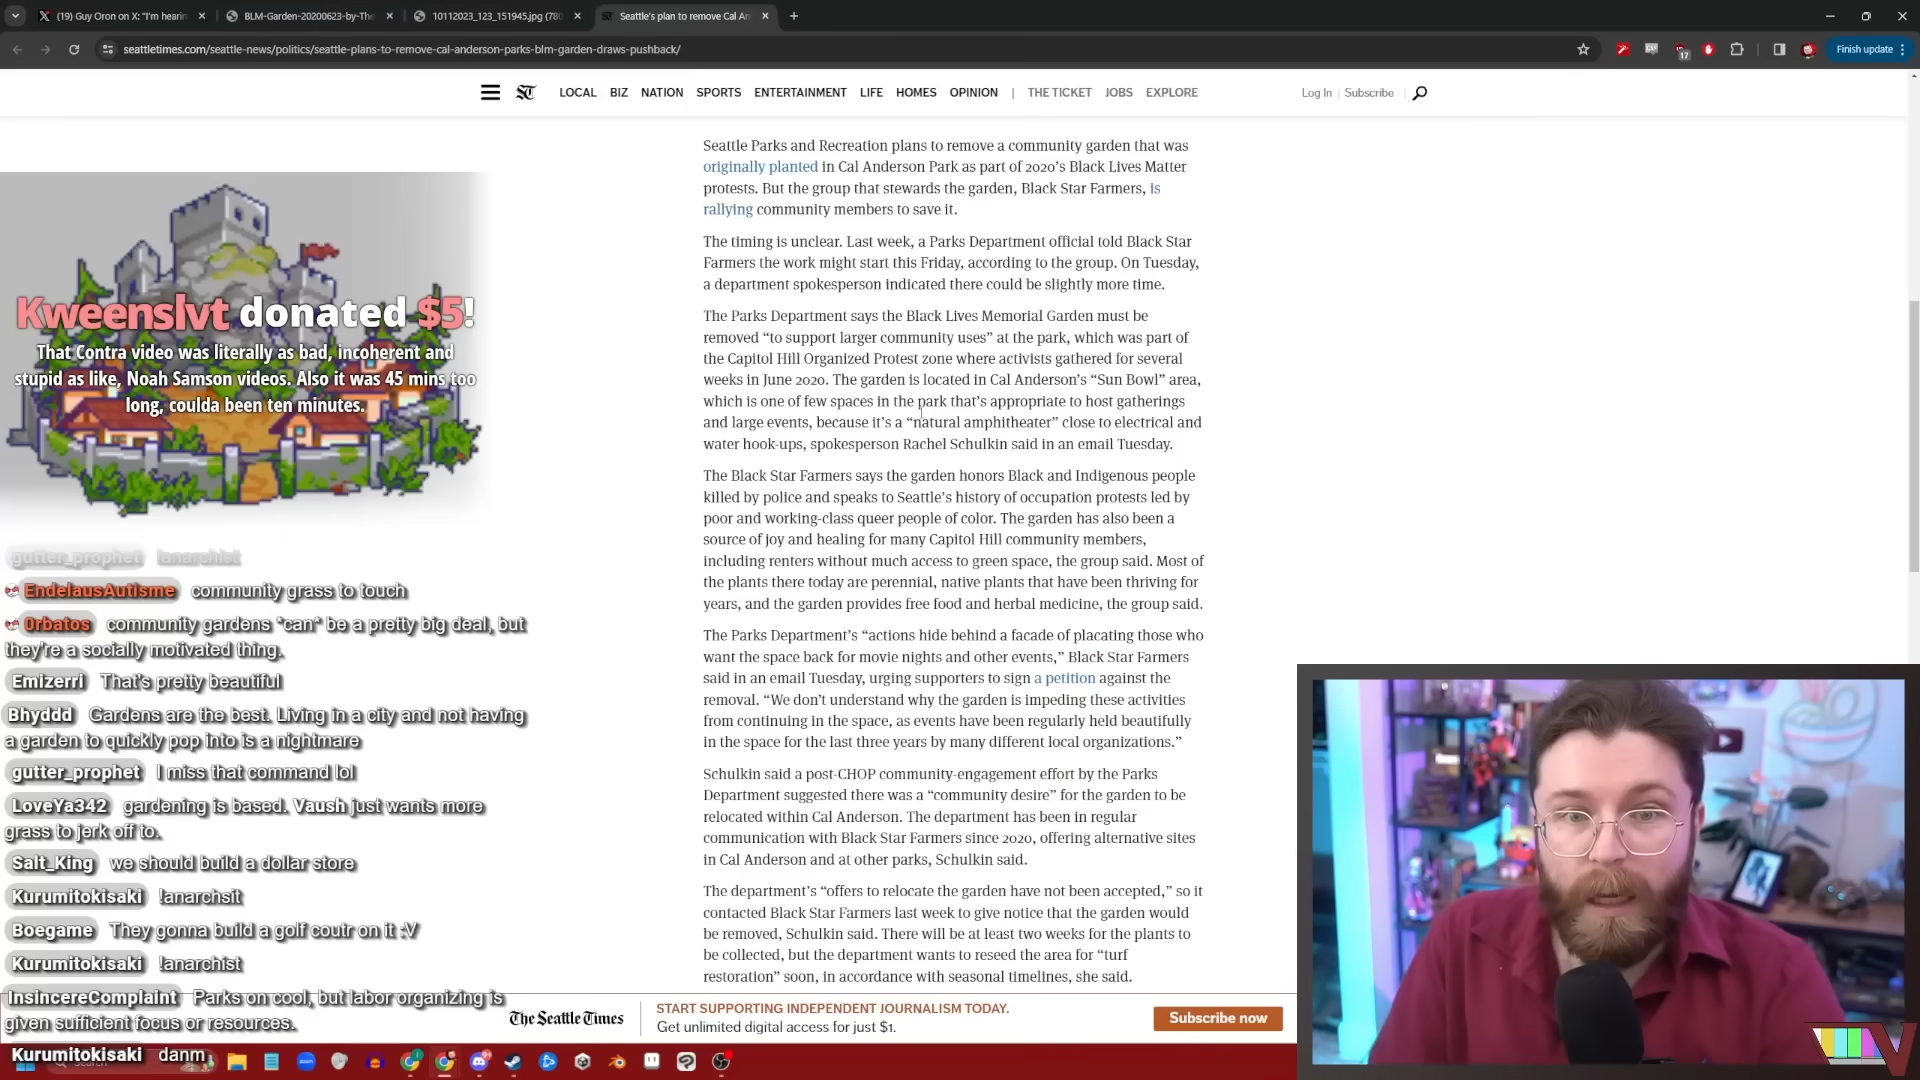 (19) Guy Oron on X: "I'm hearin
BLM-Garden-20200623-by-The
10112023_123_151945.jpg (780
Seattle's plan to remove Cal An
seattletimes.com/seattle-news/politics/seattle-plans-to-remove-cal-anderson-parks-blm-garden-draws-pushback/
17
Finish update
ST LOCAL BIZ NATION SPORTS ENTERTAINMENT LIFE HOMES OPINION | THE TICKET JOBS EXPLORE Log In | Subscribe
Seattle Parks and Recreation plans to remove a community garden that was
originally planted in Cal Anderson Park as part of 2020's Black Lives Matter
protests. But the group that stewards the garden, Black Star Farmers, is
rallying community members to save it.
The timing is unclear. Last week, a Parks Department official told Black Star
Farmers the work might start this Friday, according to the group. On Tuesday,
a department spokesperson indicated there could be slightly more time.
The Parks Department says the Black Lives Memorial Garden must be
removed “to support larger community uses” at the park, which was part of
the Capitol Hill Organized Protest zone where activists gathered for several
weeks in June 2020. The garden is located in Cal Anderson's “Sun Bowl” area,
which is one of few spaces in the park that's appropriate to host gatherings
and large events, because it's a “natural amphitheater” close to electrical and
water hook-ups, spokesperson Rachel Schulkin said in an email Tuesday.
The Black Star Farmers says the garden honors Black and Indigenous people
killed by police and speaks to Seattle's history of occupation protests led by
poor and working-class queer people of color. The garden has also been a
source of joy and healing for many Capitol Hill community members,
including renters without much access to green space, the group said. Most of
the plants there today are perennial, native plants that have been thriving for
years, and the garden provides free food and herbal medicine, the group said.
The Parks Department's “actions hide behind a facade of placating those who
want the space back for movie nights and other events,” Black Star Farmers
said in an email Tuesday, urging supporters to sign a petition against the
removal. “We don't understand why the garden is impeding these activities
from continuing in the space, as events have been regularly held beautifully
in the space for the last three years by many different local organizations.”
Schulkin said a post-CHOP community-engagement effort by the Parks
Department suggested there was a “community desire” for the garden to be
relocated within Cal Anderson. The department has been in regular
communication with Black Star Farmers since 2020, offering alternative sites
in Cal Anderson and at other parks, Schulkin said.
The department's “offers to relocate the garden have not been accepted,” so it
contacted Black Star Farmers last week to give notice that the garden would
be removed, Schulkin said. There will be at least two weeks for the plants to
be collected, but the department wants to reseed the area for “turf
restoration” soon, in accordance with seasonal timelines, she said.
Kweenslvt donated $5!
That Contra video was literally as bad, incoherent and
stupid as like, Noah Samson videos. Also it was 45 mins too
long, coulda been ten minutes.
gutter_prophet !anarchist
EndelausAutisme community grass to touch
0rbatos community gardens *can* be a pretty big deal, but
they're a socially motivated thing.
Emizerri That's pretty beautiful
Bhyddd Gardens are the best. Living in a city and not having
a garden to quickly pop into is a nightmare
gutter_prophet I miss that command lol
LoveYa342 gardening is based. Vaush just wants more
grass to jerk off to.
Salt_King we should build a dollar store
Kurumitokisaki !anarchsit
Boegame They gonna build a golf coutr on it :V
Kurumitokisaki !anarchist
InsincereComplaint Parks on cool, but labor organizing is
given sufficient focus or resources.
Kurumitokisaki danm
The Seattle Times
START SUPPORTING INDEPENDENT JOURNALISM TODAY.
Get unlimited digital access for just $1.
Subscribe now
Search
V